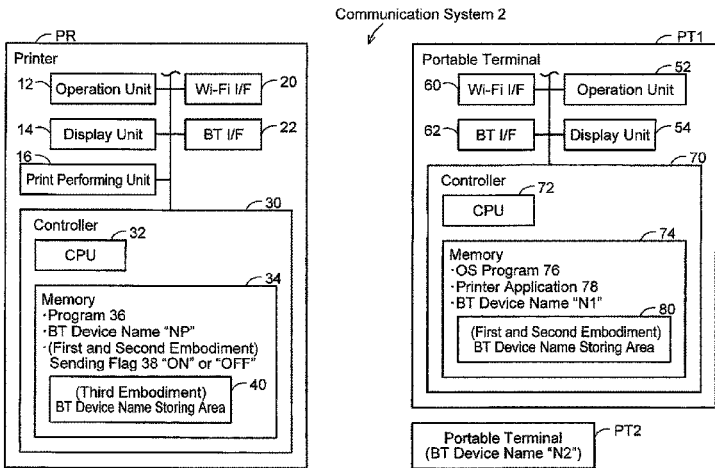 Communication System 2
PR
Printer
12
Operation Unit
Wi-Fi I/F
20
14
Display Unit
BT I/F
22
16
Print Performing Unit
30
Controller
32
CPU
34
Memory
·Program 36
·BT Device Name “NP”
·(First and Second Embodiment)
Sending Flag 38 “ON” or “OFF”
40
(Third Embodiment)
BT Device Name Storing Area
PT1
Portable Terminal
52
60
Wi-Fi I/F
Operation Unit
62
BT I/F
Display Unit
54
70
Controller
72
CPU
74
Memory
·OS Program 76
·Printer Application 78
·BT Device Name “N1”
80
(First and Second Embodiment)
BT Device Name Storing Area
PT2
Portable Terminal
(BT Device Name “N2”)